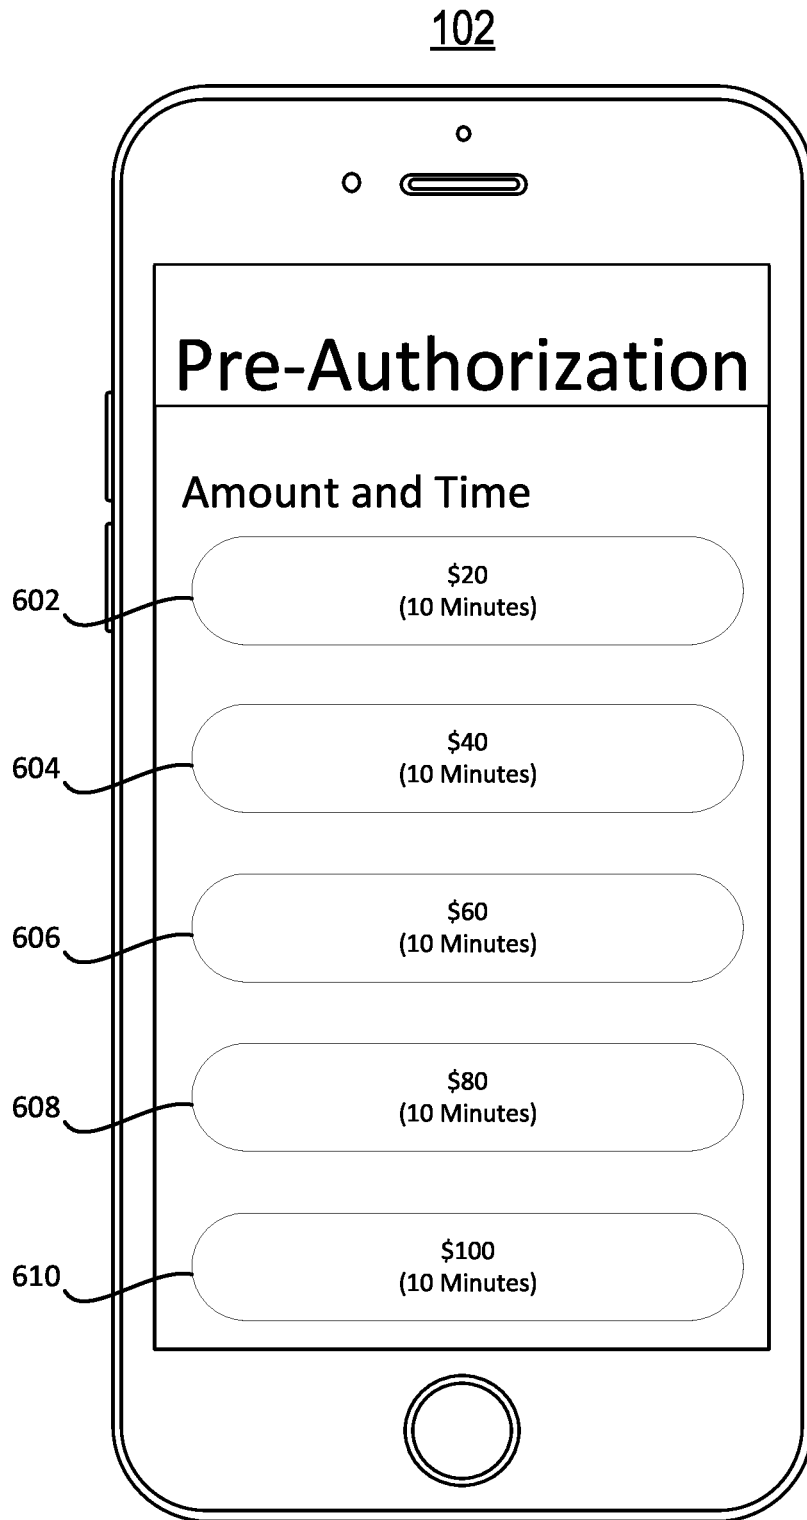 102
Pre-Authorization
Amount and Time
602
$20
(10 Minutes)
604
$40
(10 Minutes)
606
$60
(10 Minutes)
608
$80
(10 Minutes)
610
$100
(10 Minutes)